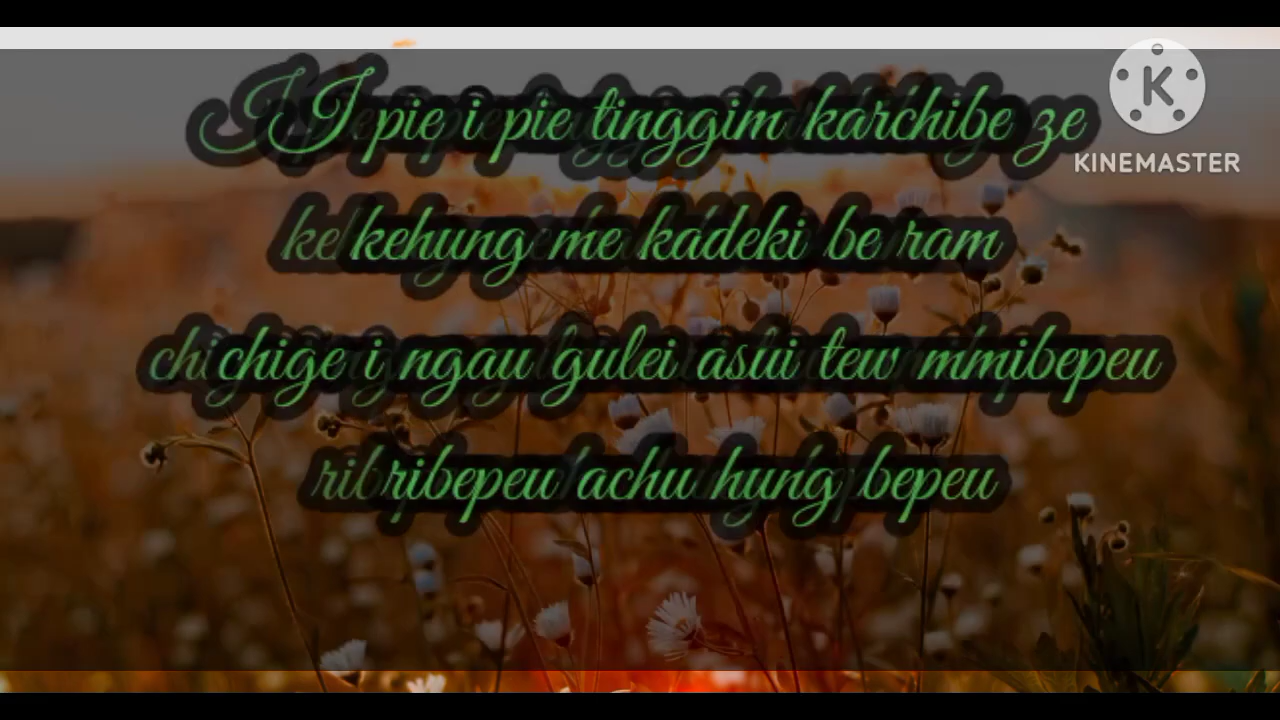 I pie i pie tinggim karchibe ze
kehung me kadeki be ram
chige i ngau gulei asui tew mmibepeu
ribepeu achu hung bepeu
KINEMASTER